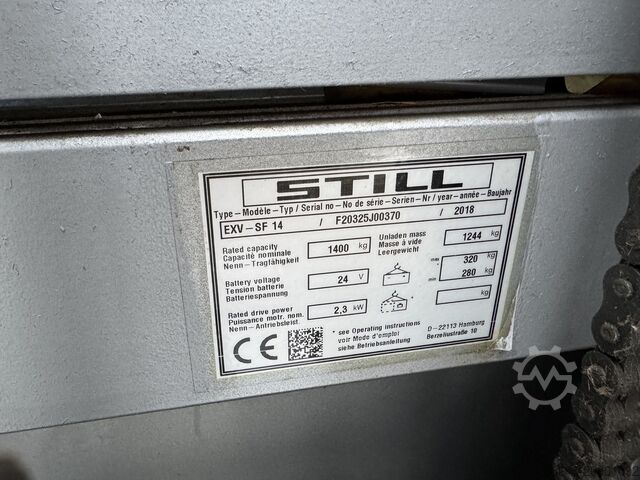 STILL
Type – Modèle – Typ / Serial no – No de série – Serien – Nr / year – année – Baujahr
EXV – SF 14 / F20325J00370 / 2018
Rated capacity
Capacité nominale
Nenn – Tragfähigkeit
1400 kg
Unladen mass
Masse à vide
Leergewicht
1244 kg
Battery voltage
Tension batterie
Batteriespannung
24 V
max 320 kg
min 280 kg
Rated drive power
Puissance motr. nom.
Nenn – Antriebsleist.
2,3 kW
kg
CE
* see Operating instructions
voir Mode d'emploi
siehe Betriebsanleitung
D – 22113 Hamburg
Berzeliusstraße 10